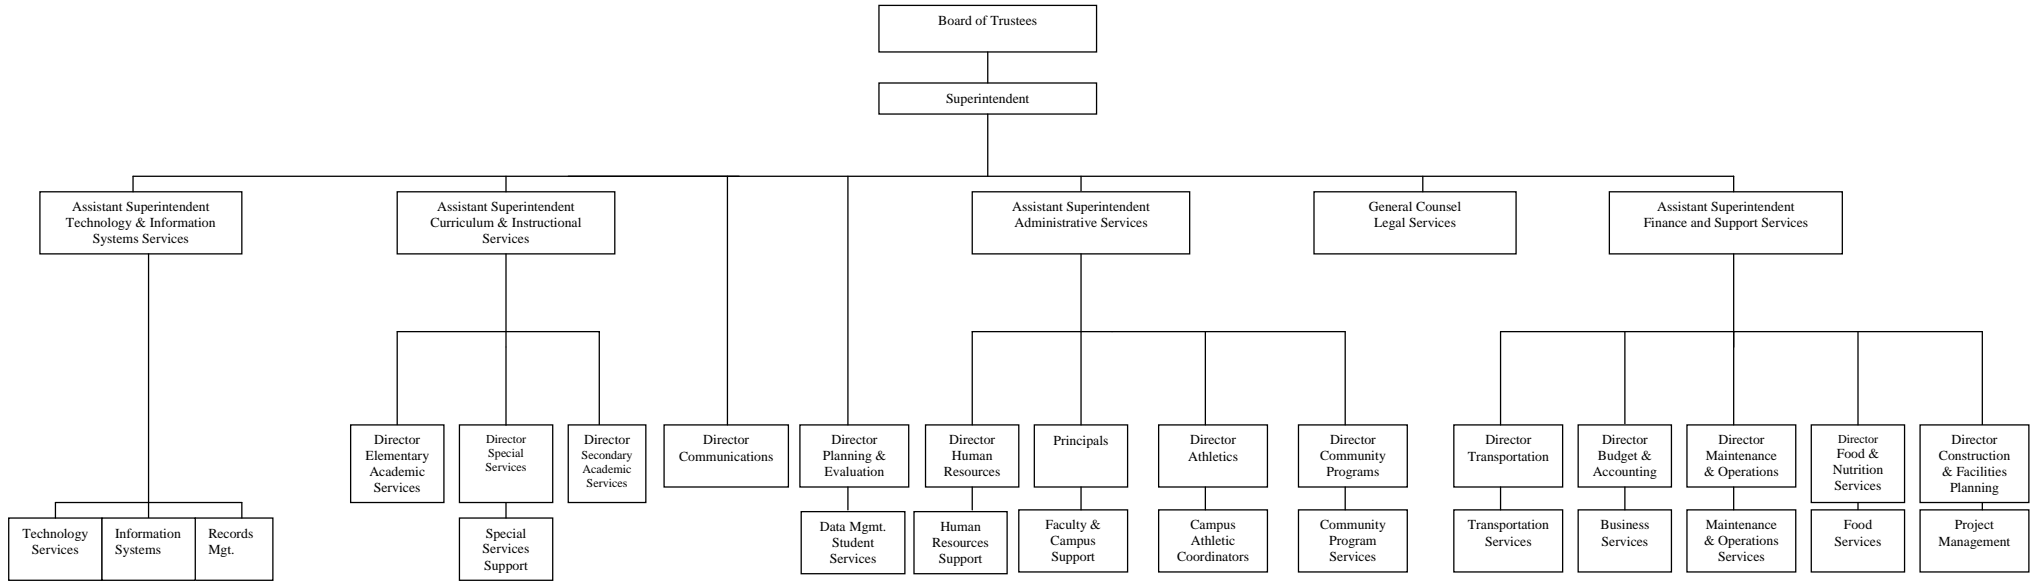 Board of Trustees
Superintendent
Assistant Superintendent
Technology & Information
Systems Services
Assistant Superintendent
Curriculum & Instructional
Services
Assistant Superintendent
Administrative Services
General Counsel
Legal Services
Assistant Superintendent
Finance and Support Services
Director
Elementary
Academic
Services
Director
Special
Services
Director
Secondary
Academic
Services
Director
Communications
Director
Planning &
Evaluation
Director
Human
Resources
Principals
Director
Athletics
Director
Community
Programs
Director
Transportation
Director
Budget &
Accounting
Director
Maintenance
& Operations
Director
Food &
Nutrition
Services
Director
Construction
& Facilities
Planning
Technology
Services
Information
Systems
Records
Mgt.
Special
Services
Support
Data Mgmt.
Student
Services
Human
Resources
Support
Faculty &
Campus
Support
Campus
Athletic
Coordinators
Community
Program
Services
Transportation
Services
Business
Services
Maintenance
& Operations
Services
Food
Services
Project
Management